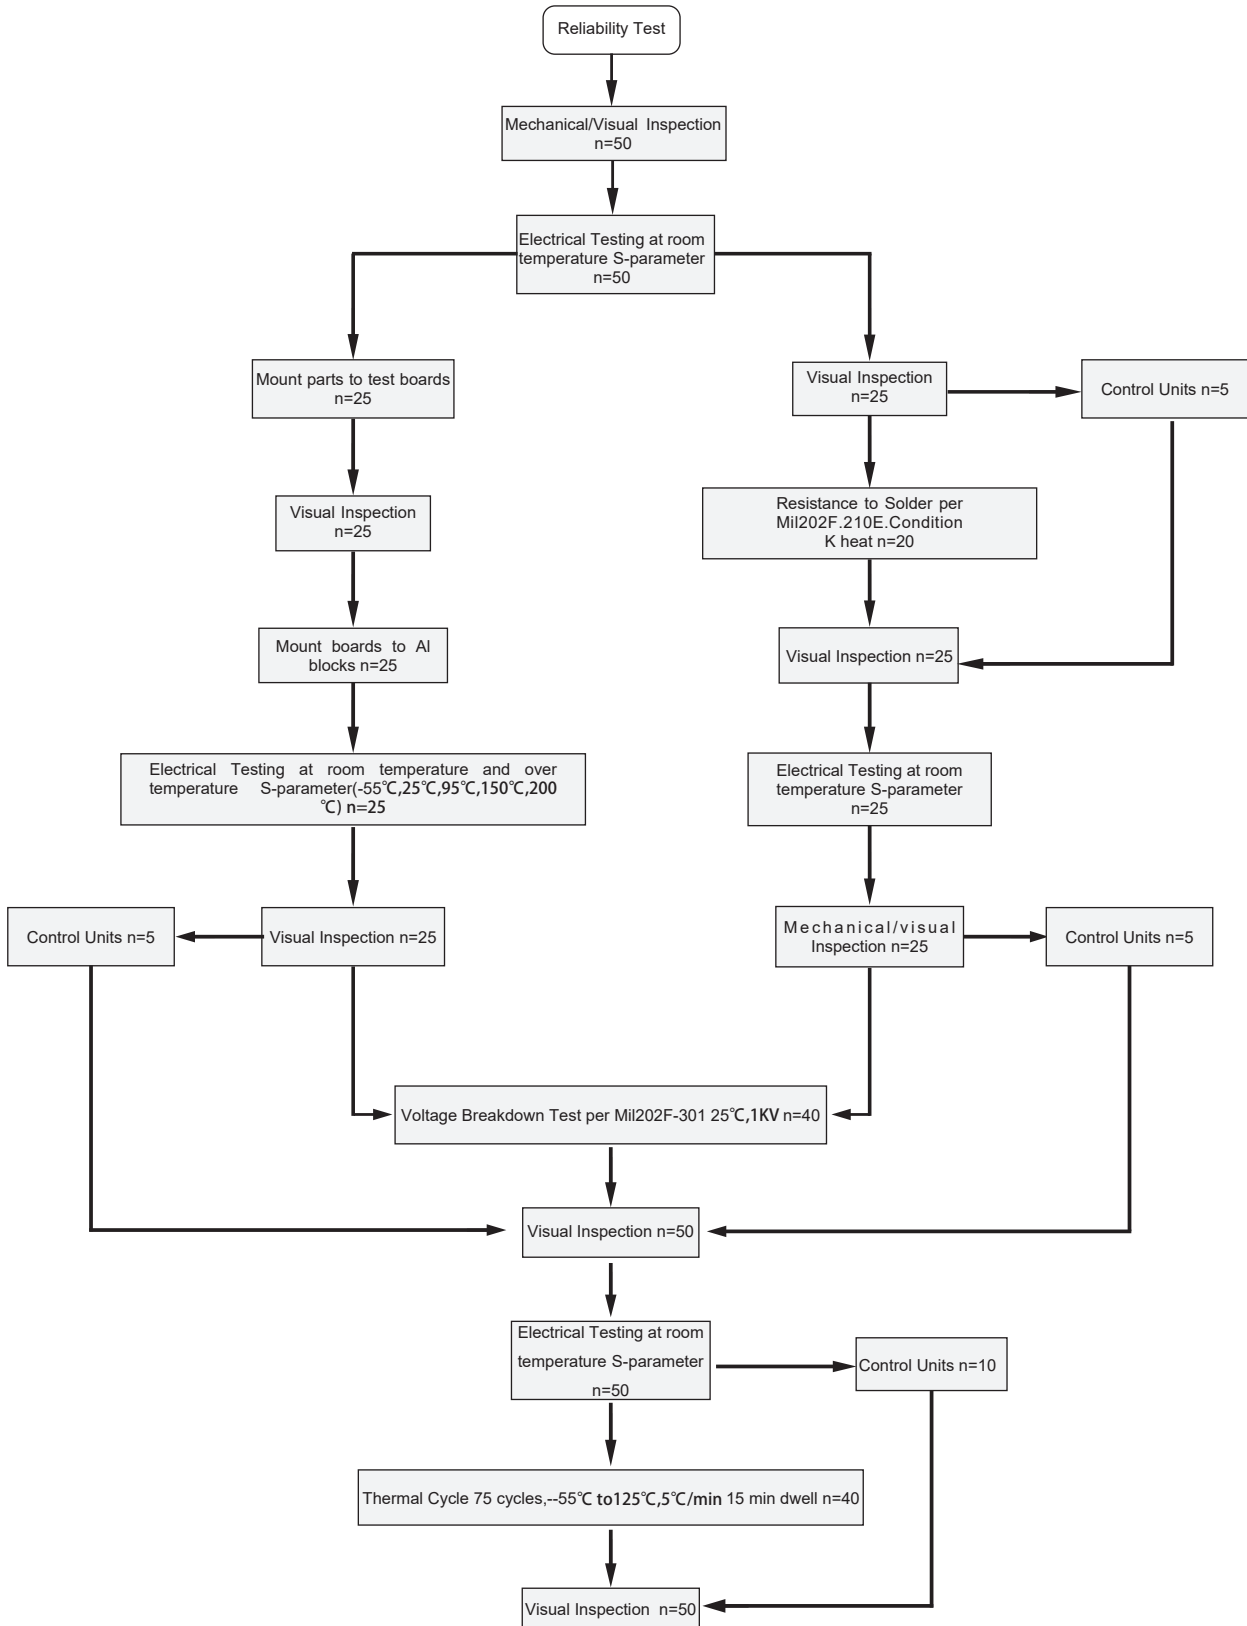 Reliability Test
Mechanical/Visual Inspection
n=50
Electrical Testing at room
temperature S-parameter
n=50
Mount parts to test boards
n=25
Visual Inspection
n=25
Control Units n=5
Visual Inspection
n=25
Resistance to Solder per
Mil202F.210E.Condition
K heat n=20
Mount boards to Al
blocks n=25
Visual Inspection n=25
Electrical Testing at room temperature and over
temperature S-parameter(-55℃,25℃,95℃,150℃,200
℃) n=25
Electrical Testing at room
temperature S-parameter
n=25
Control Units n=5
Visual Inspection n=25
Mechanical/visual
Inspection n=25
Control Units n=5
Voltage Breakdown Test per Mil202F-301 25℃,1KV n=40
Visual Inspection n=50
Electrical Testing at room
temperature S-parameter
n=50
Control Units n=10
Thermal Cycle 75 cycles,--55℃ to125℃,5℃/min 15 min dwell n=40
Visual Inspection n=50